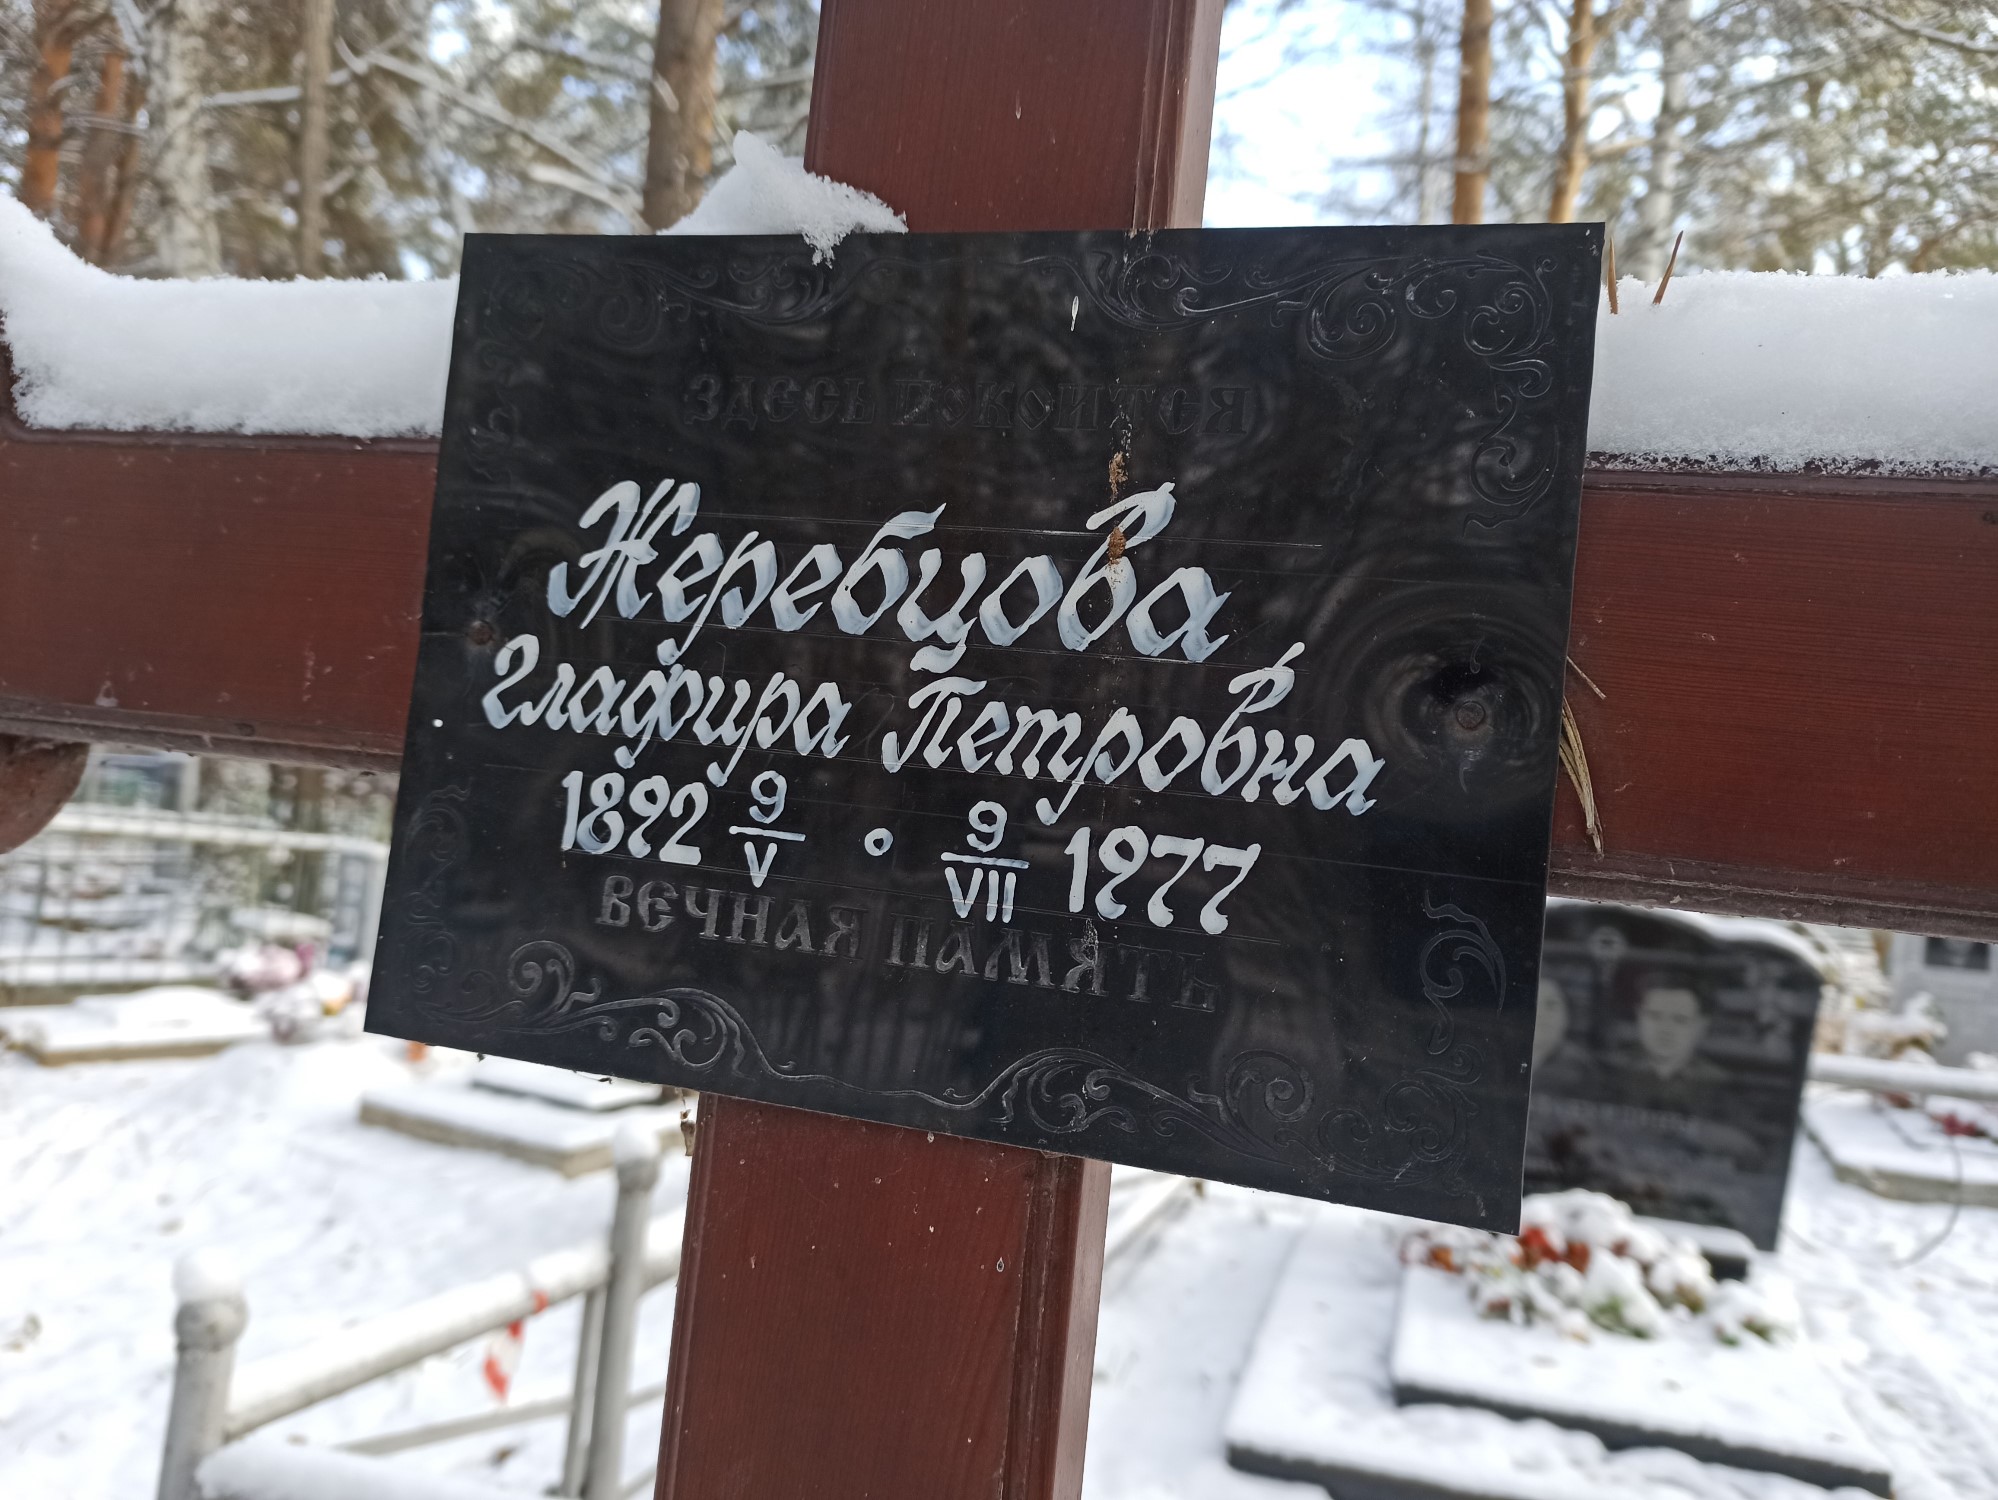 ЗДЕСЬ ПОКОИТСЯ
Жеребцова
Глафира Петровна
1892 9/V ∘ 9/VII 1977
ВЕЧНАЯ ПАМЯТЬ